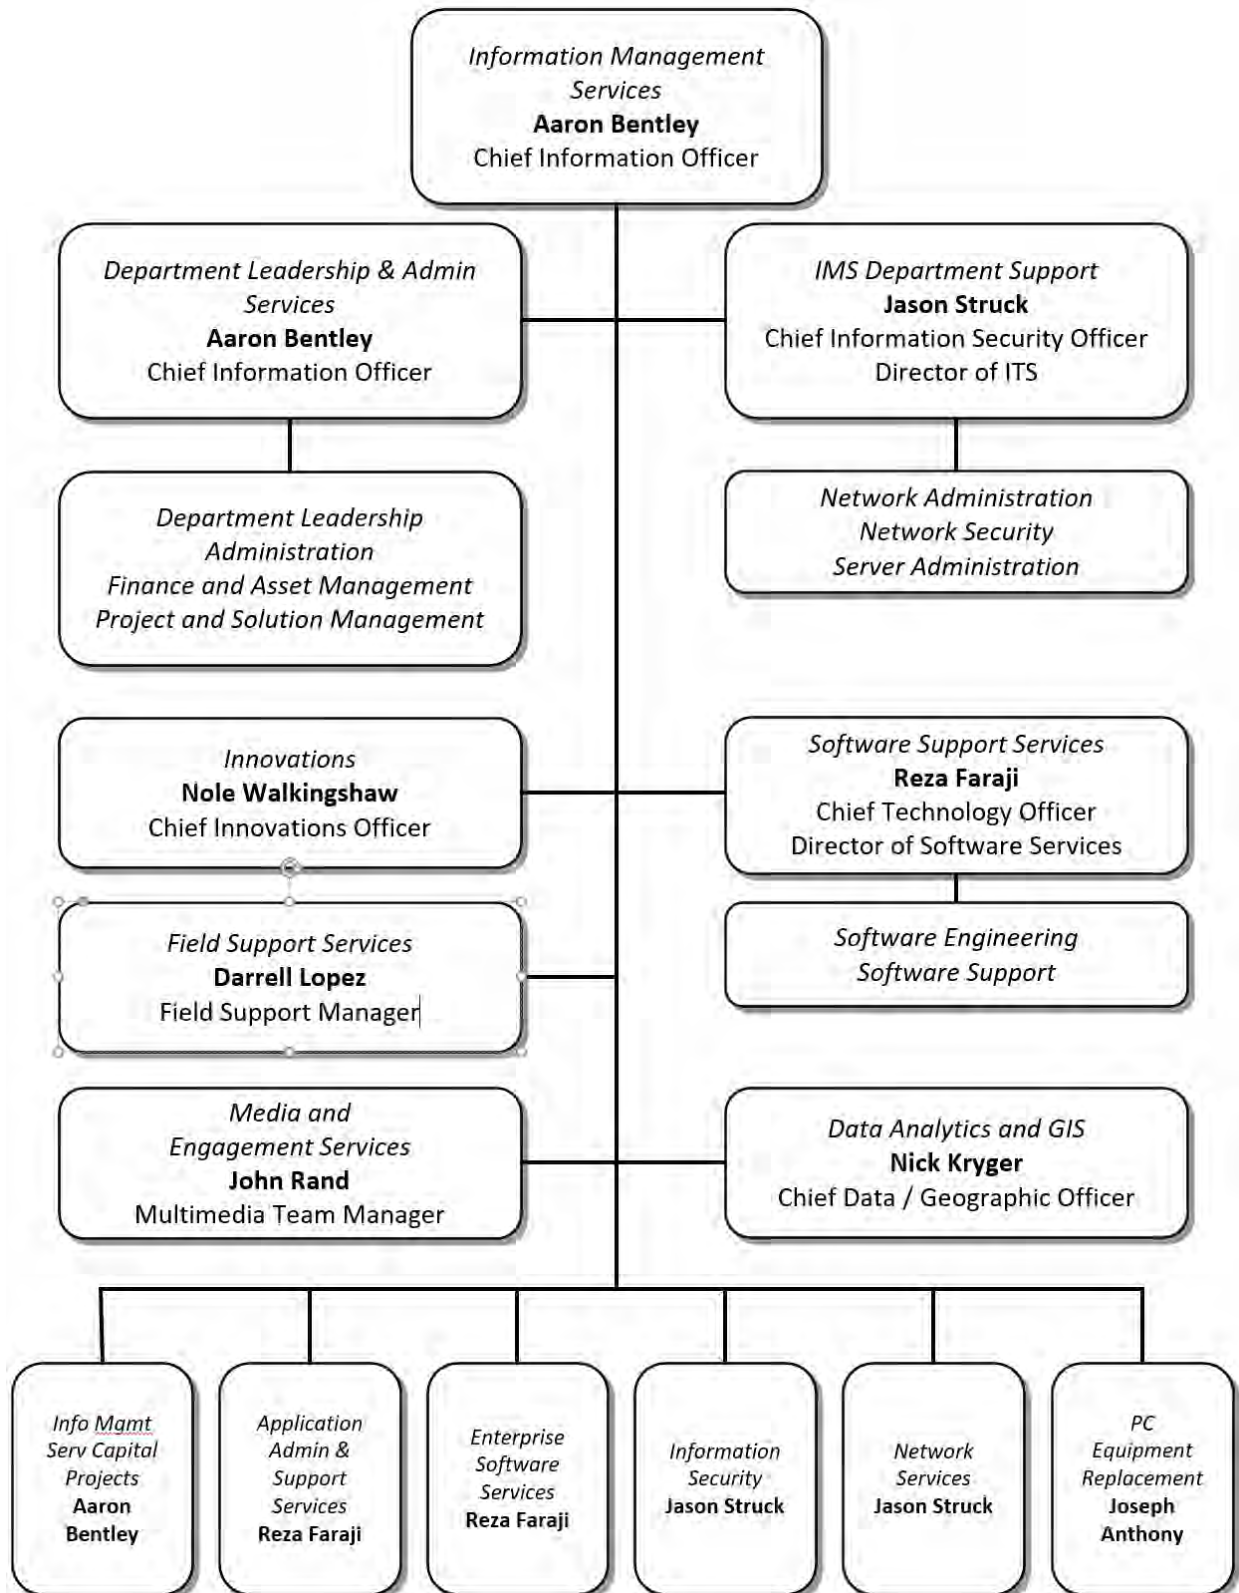 Information Management
Services
Aaron Bentley
Chief Information Officer
Department Leadership & Admin
Services
Aaron Bentley
Chief Information Officer
IMS Department Support
Jason Struck
Chief Information Security Officer
Director of ITS
Department Leadership
Administration
Finance and Asset Management
Project and Solution Management
Network Administration
Network Security
Server Administration
Innovations
Nole Walkingshaw
Chief Innovations Officer
Software Support Services
Reza Faraji
Chief Technology Officer
Director of Software Services
Field Support Services
Darrell Lopez
Field Support Manager
Software Engineering
Software Support
Media and
Engagement Services
John Rand
Multimedia Team Manager
Data Analytics and GIS
Nick Kryger
Chief Data / Geographic Officer
Info Mgmt
Serv Capital
Projects
Aaron
Bentley
Application
Admin &
Support
Services
Reza Faraji
Enterprise
Software
Services
Reza Faraji
Information
Security
Jason Struck
Network
Services
Jason Struck
PC
Equipment
Replacement
Joseph
Anthony